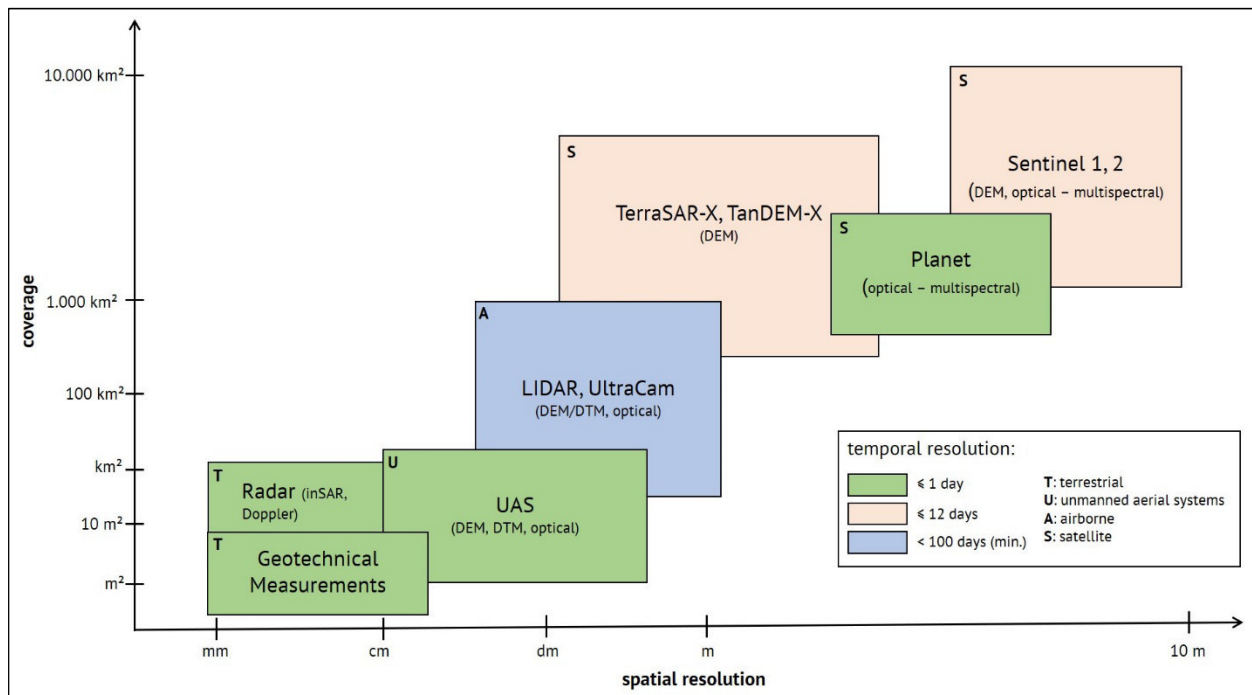 10.000 km²
1.000 km²
100 km²
km²
10 m²
m²
coverage
S
Sentinel 1, 2
(DEM, optical – multispectral)
S
TerraSAR-X, TanDEM-X
(DEM)
S
Planet
(optical – multispectral)
A
LIDAR, UltraCam
(DEM/DTM, optical)
T
Radar (inSAR,
Doppler)
U
UAS
(DEM, DTM, optical)
T
Geotechnical
Measurements
temporal resolution:
⩽ 1 day
⩽ 12 days
< 100 days (min.)
T: terrestrial
U: unmanned aerial systems
A: airborne
S: satellite
mm
cm
dm
m
10 m
spatial resolution